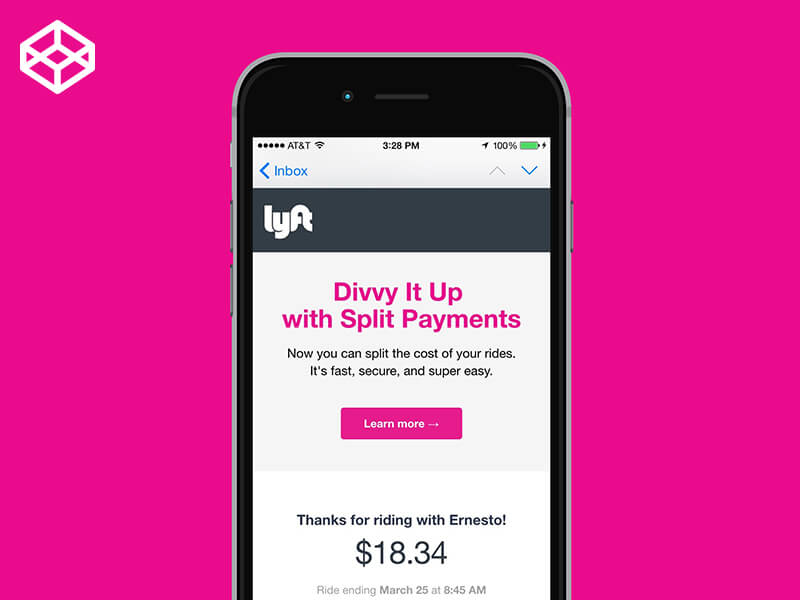 ●●●●● AT&T 3:28 PM 100%
Inbox
lyft
Divvy It Up
with Split Payments
Now you can split the cost of your rides.
It's fast, secure, and super easy.
Learn more →
Thanks for riding with Ernesto!
$18.34
Ride ending March 25 at 8:45 AM